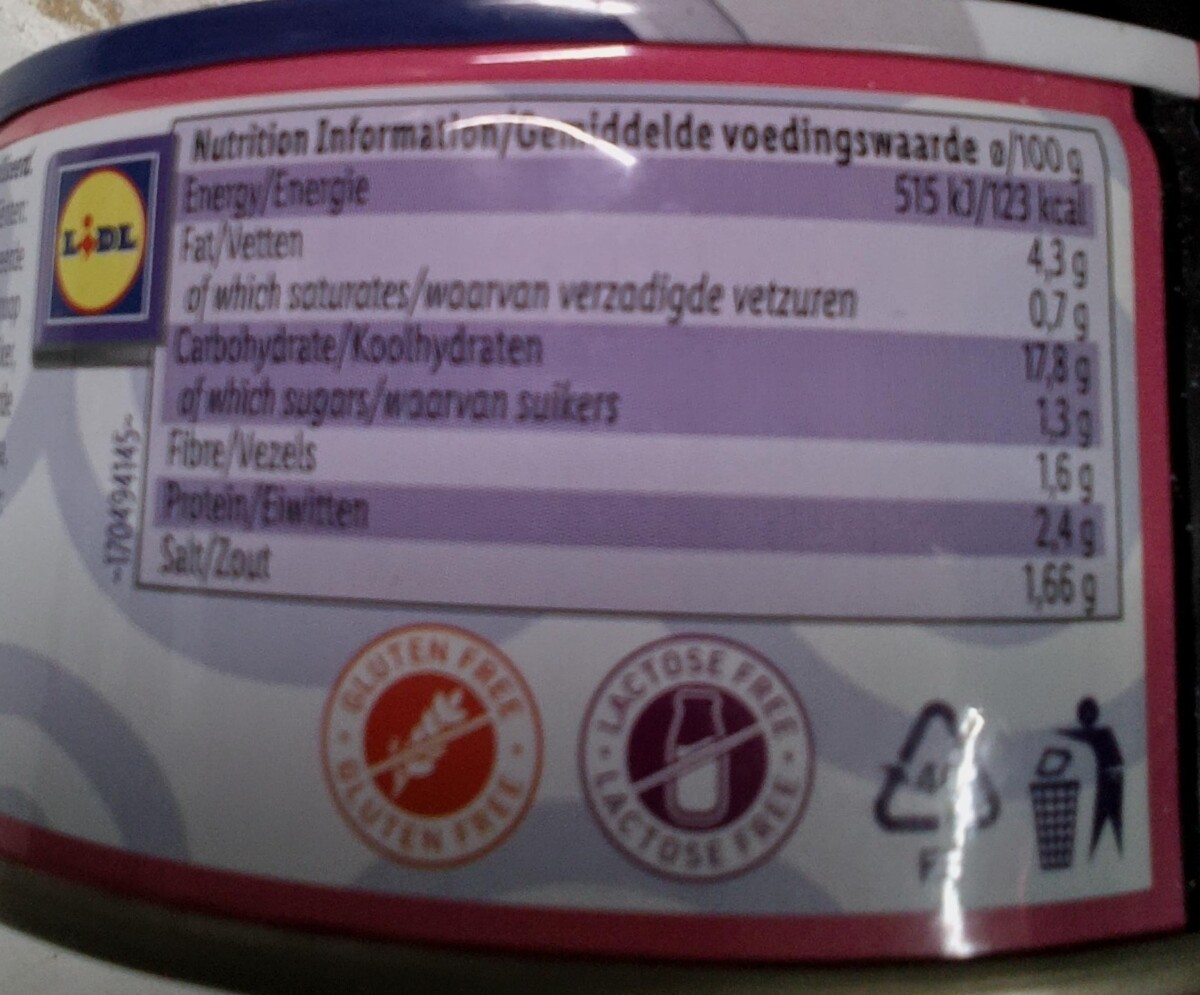 Nutrition Information/Gemiddelde voedingswaarde ø/100 g
LiDL
Energy/Energie 515 kJ/123 kcal
Fat/Vetten 4,3 g
of which saturates/waarvan verzadigde vetzuren 0,7 g
Carbohydrate/Koolhydraten 17,8 g
of which sugars/waarvan suikers 1,3 g
Fibre/Vezels 1,6 g
Protein/Eiwitten 2,4 g
Salt/Zout 1,66 g
-170494145-
GLUTEN FREE • GLUTEN FREE •
LACTOSE FREE • LACTOSE FREE •